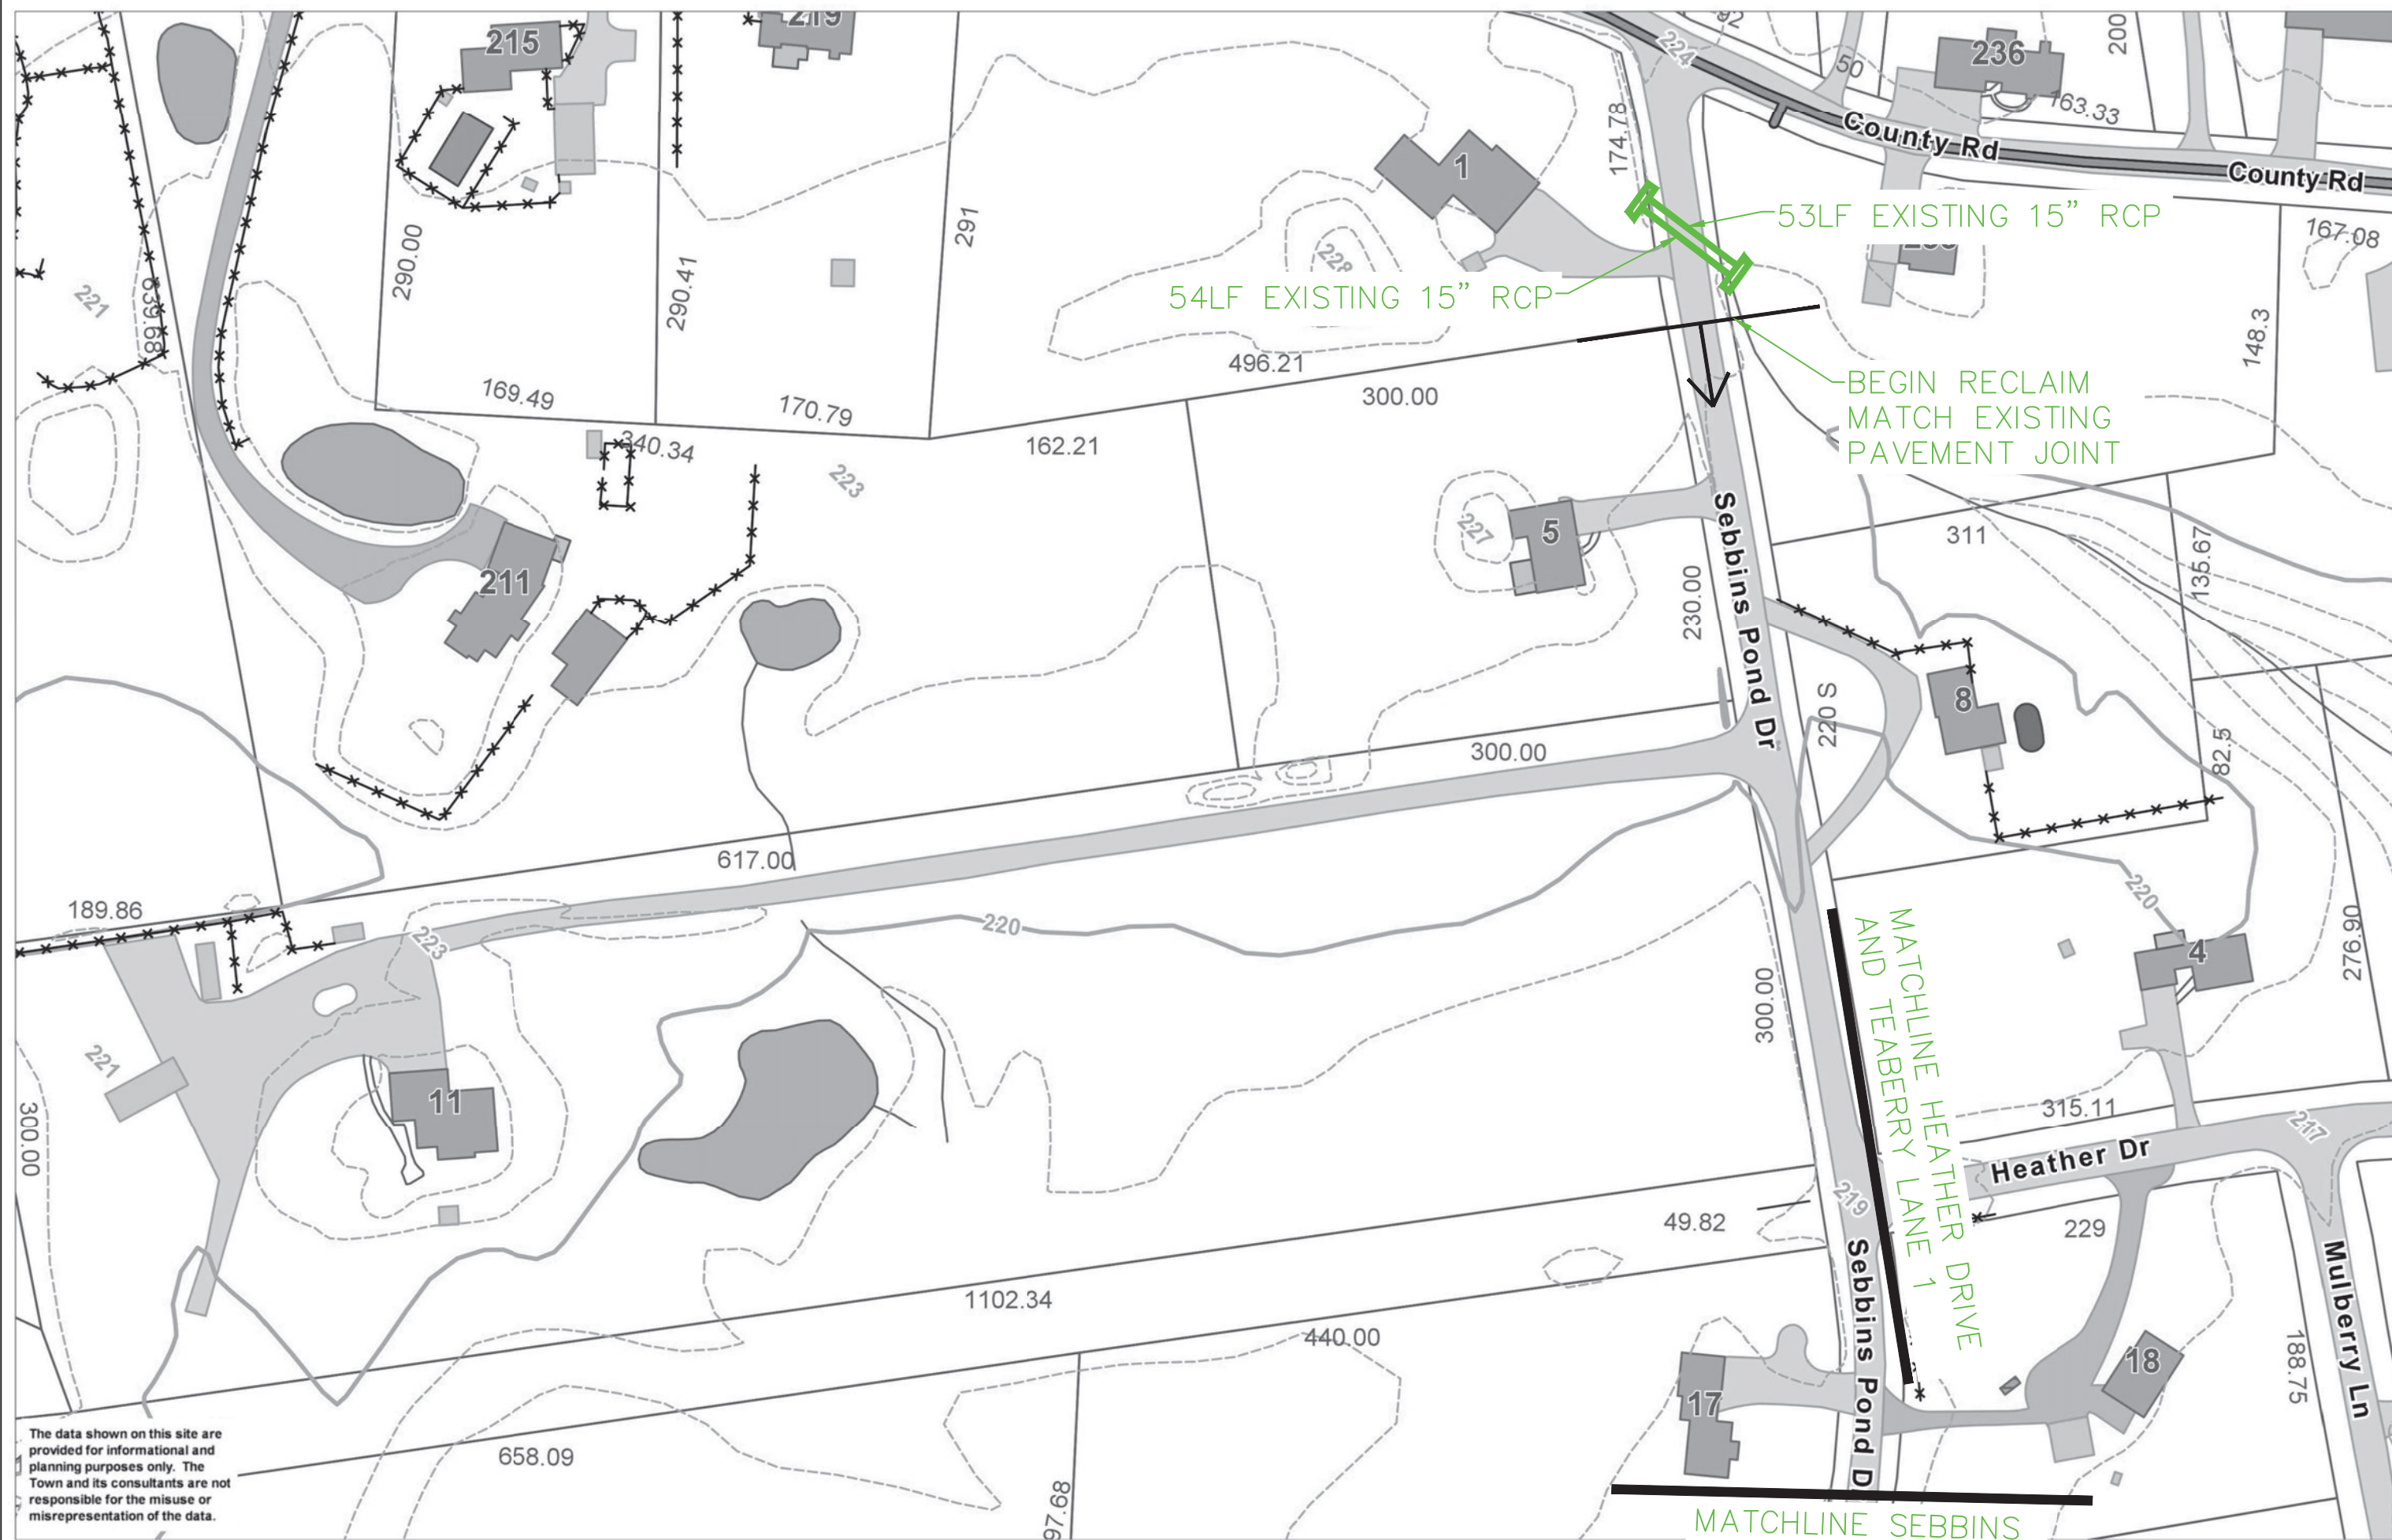 215
219
224
236
200
50
163.33
174.78
County Rd
County Rd
1
53LF EXISTING 15” RCP
167.08
291
290.00
290.41
228
221
639.68
54LF EXISTING 15” RCP
148.3
496.21
300.00
BEGIN RECLAIM
MATCH EXISTING
PAVEMENT JOINT
169.49
170.79
162.21
340.34
223
227
5
Sebbins Pond Dr
311
135.67
211
230.00
220 S
8
82.5
300.00
617.00
189.86
223
220
220
4
276.90
300.00
MATCHLINE HEATHER DRIVE
AND TEABERRY LANE 1
221
11
300.00
315.11
217
Heather Dr
219
49.82
229
1102.34
440.00
Sebbins Pond D
Mulberry Ln
188.75
17
18
The data shown on this site are
provided for informational and
planning purposes only. The
Town and its consultants are not
responsible for the misuse or
misrepresentation of the data.
658.09
97.68
MATCHLINE SEBBINS